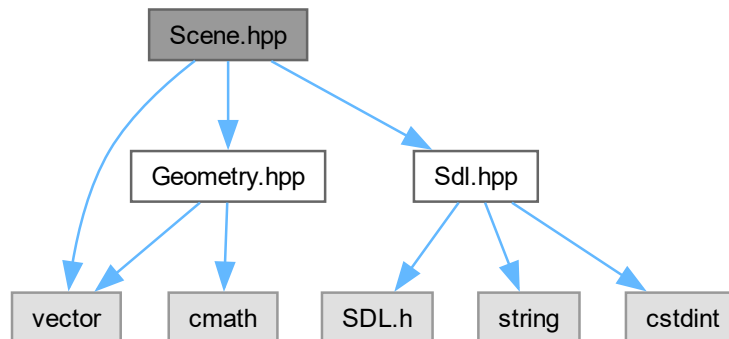 Scene.hpp
Geometry.hpp
Sdl.hpp
vector
cmath
SDL.h
string
cstdint